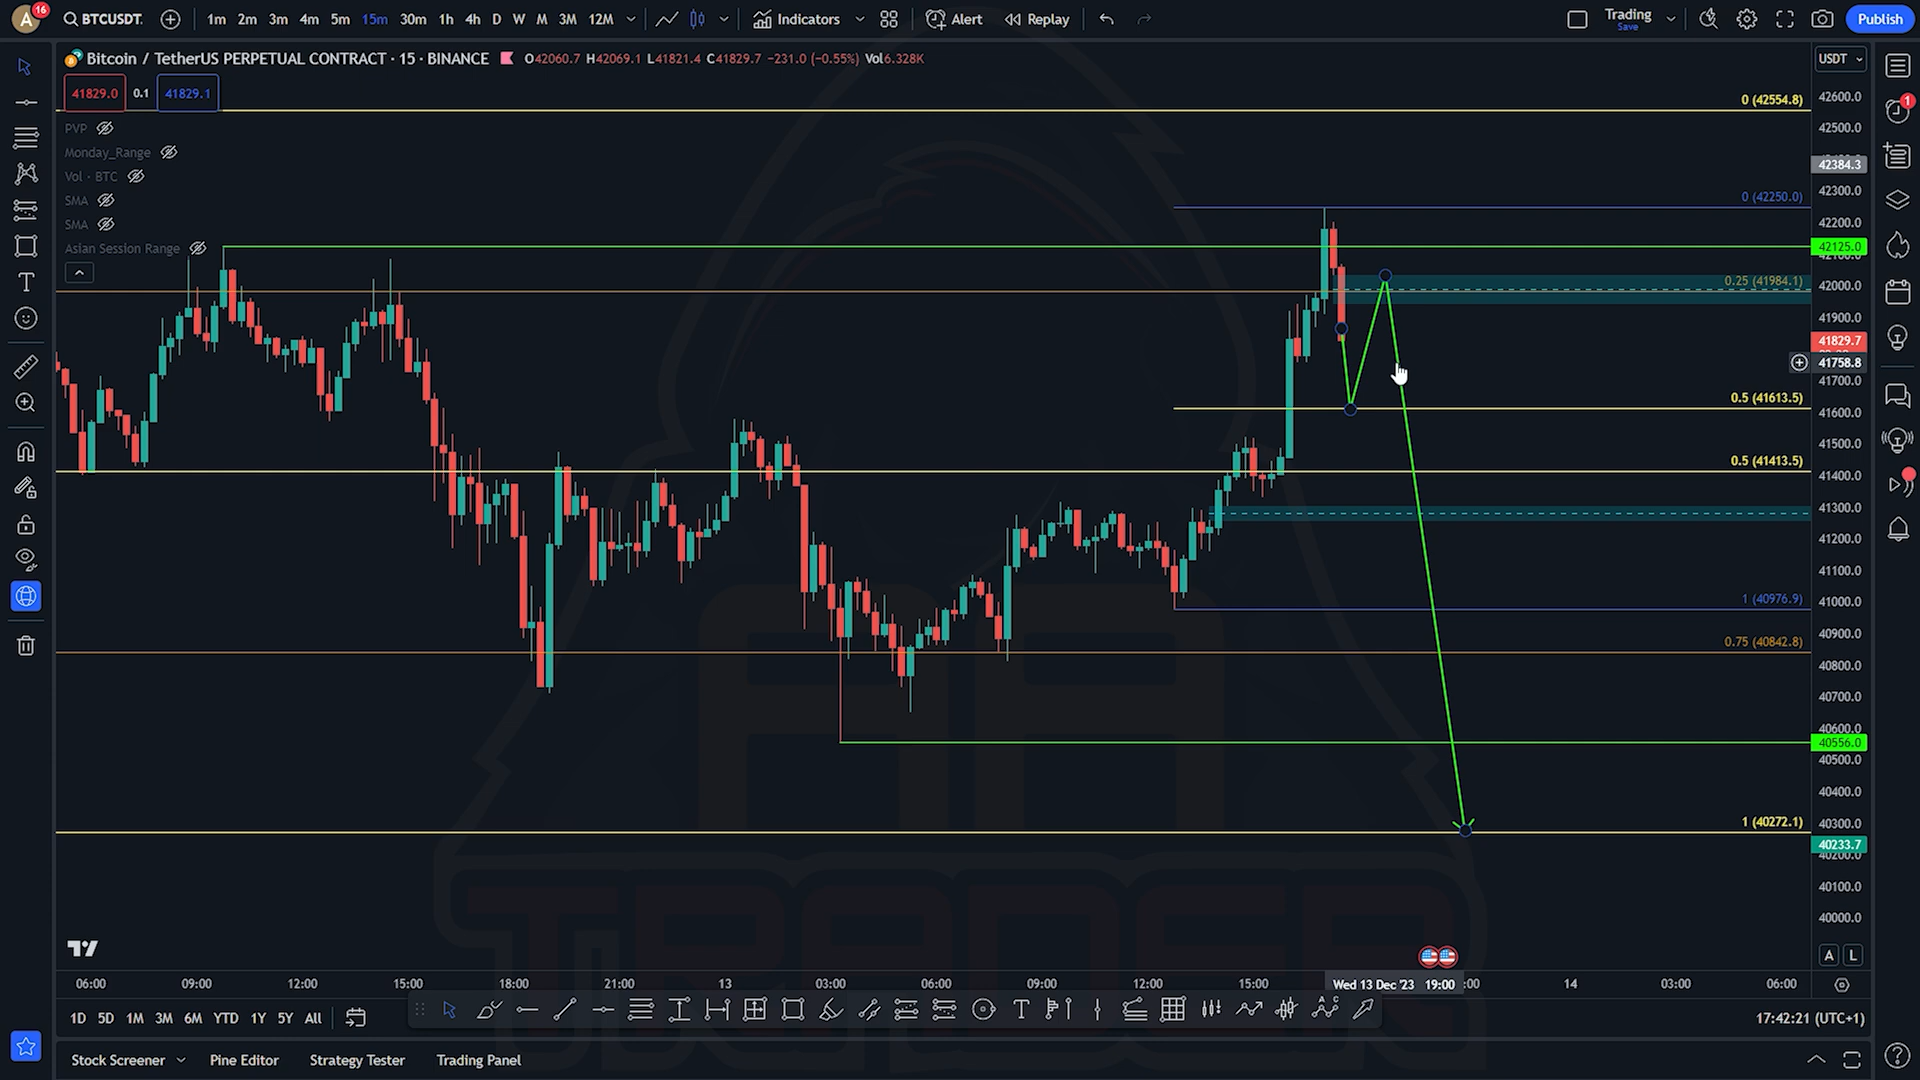 A 16 BTCUSDT 1m 2m 3m 4m 5m 15m 30m 1h 4h D W M 3M 12M Indicators Alert Replay Trading Save Publish
Bitcoin / TetherUS PERPETUAL CONTRACT · 15 · BINANCE O42060.7 H42069.1 L41821.4 C41829.7 −231.0 (−0.55%) Vol6.328K USDT
41829.0 0.1 41829.1
0 (42554.8)
42600.0
1
PVP
42500.0
Monday_Range
42384.3
Vol · BTC
0 (42250.0)
42300.0
SMA
42200.0
SMA
42125.0
Asian Session Range
42100.0
0.25 (41984.1)
42000.0
41900.0
41829.7
41758.8
41700.0
0.5 (41613.5)
41600.0
41500.0
0.5 (41413.5)
41400.0
41300.0
41200.0
41100.0
1 (40976.9)
41000.0
0.75 (40842.8)
40900.0
40800.0
40700.0
40600.0
40556.0
40500.0
40400.0
1 (40272.1)
40300.0
40233.7
40200.0
40100.0
40000.0
AA
TRADER
A L
06:00 09:00 12:00 15:00 18:00 21:00 13 03:00 06:00 09:00 12:00 15:00 Wed 13 Dec '23 19:00 :00 14 03:00 06:00
1D 5D 1M 3M 6M YTD 1Y 5Y All 17:42:21 (UTC+1)
Stock Screener Pine Editor Strategy Tester Trading Panel